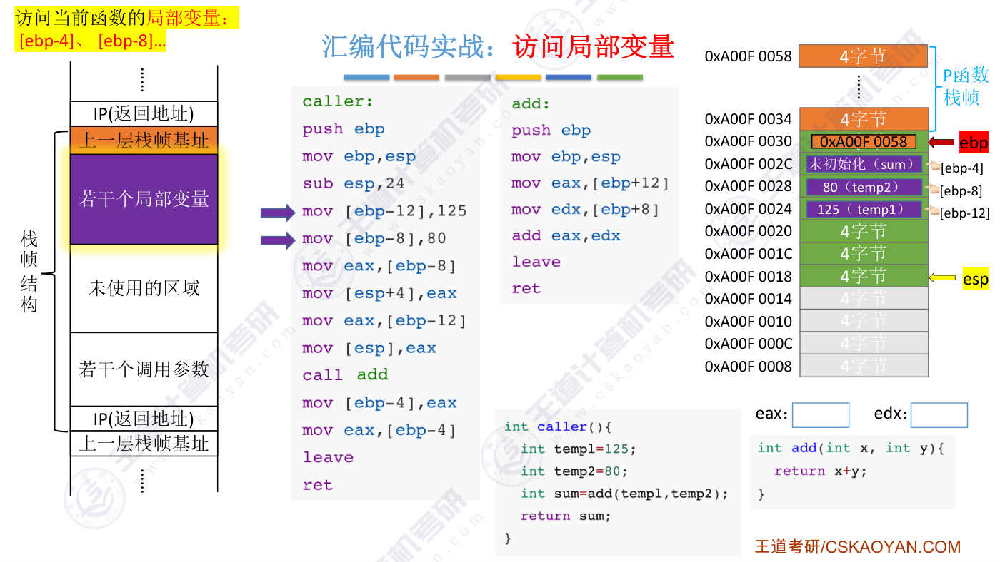 访问当前函数的局部变量：
[ebp-4]、 [ebp-8]…
汇编代码实战：访问局部变量
┇
IP(返回地址)
上一层栈帧基址
若干个局部变量
未使用的区域
若干个调用参数
IP(返回地址)
上一层栈帧基址
┇
栈帧结构
caller:
push ebp
mov ebp,esp
sub esp,24
mov [ebp-12],125
mov [ebp-8],80
mov eax,[ebp-8]
mov [esp+4],eax
mov eax,[ebp-12]
mov [esp],eax
call add
mov [ebp-4],eax
mov eax,[ebp-4]
leave
ret
add:
push ebp
mov ebp,esp
mov eax,[ebp+12]
mov edx,[ebp+8]
add eax,edx
leave
ret
int caller(){
int temp1=125;
int temp2=80;
int sum=add(temp1,temp2);
return sum;
}
0xA00F 0058 4字节
P函数
栈帧
0xA00F 0034 4字节
0xA00F 0030 0xA00F 0058 ebp
0xA00F 002C 未初始化（sum） [ebp-4]
0xA00F 0028 80（temp2） [ebp-8]
0xA00F 0024 125（ temp1） [ebp-12]
0xA00F 0020 4字节
0xA00F 001C 4字节
0xA00F 0018 4字节 esp
0xA00F 0014 4字节
0xA00F 0010 4字节
0xA00F 000C 4字节
0xA00F 0008 4字节
eax： edx：
int add(int x, int y){
return x+y;
}
王道考研/CSKAOYAN.COM